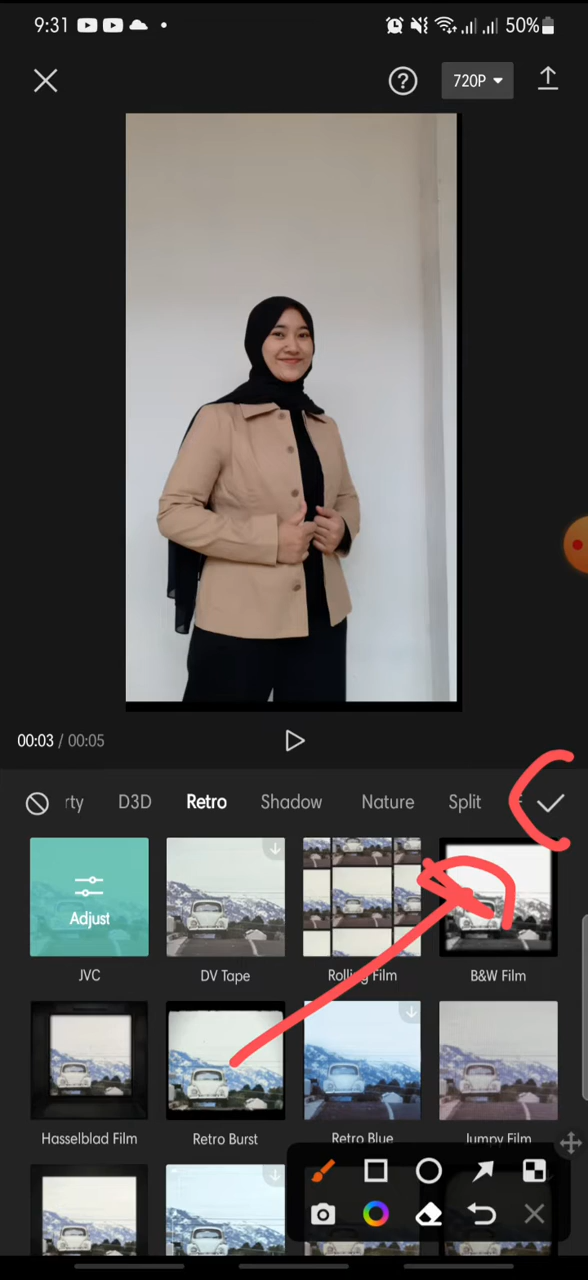 9:31
50%
720P
00:03 / 00:05
rty D3D Retro Shadow Nature Split
Adjust
JVC DV Tape Rolling Film B&W Film
Hasselblad Film Retro Burst Retro Blue Jumpy Film